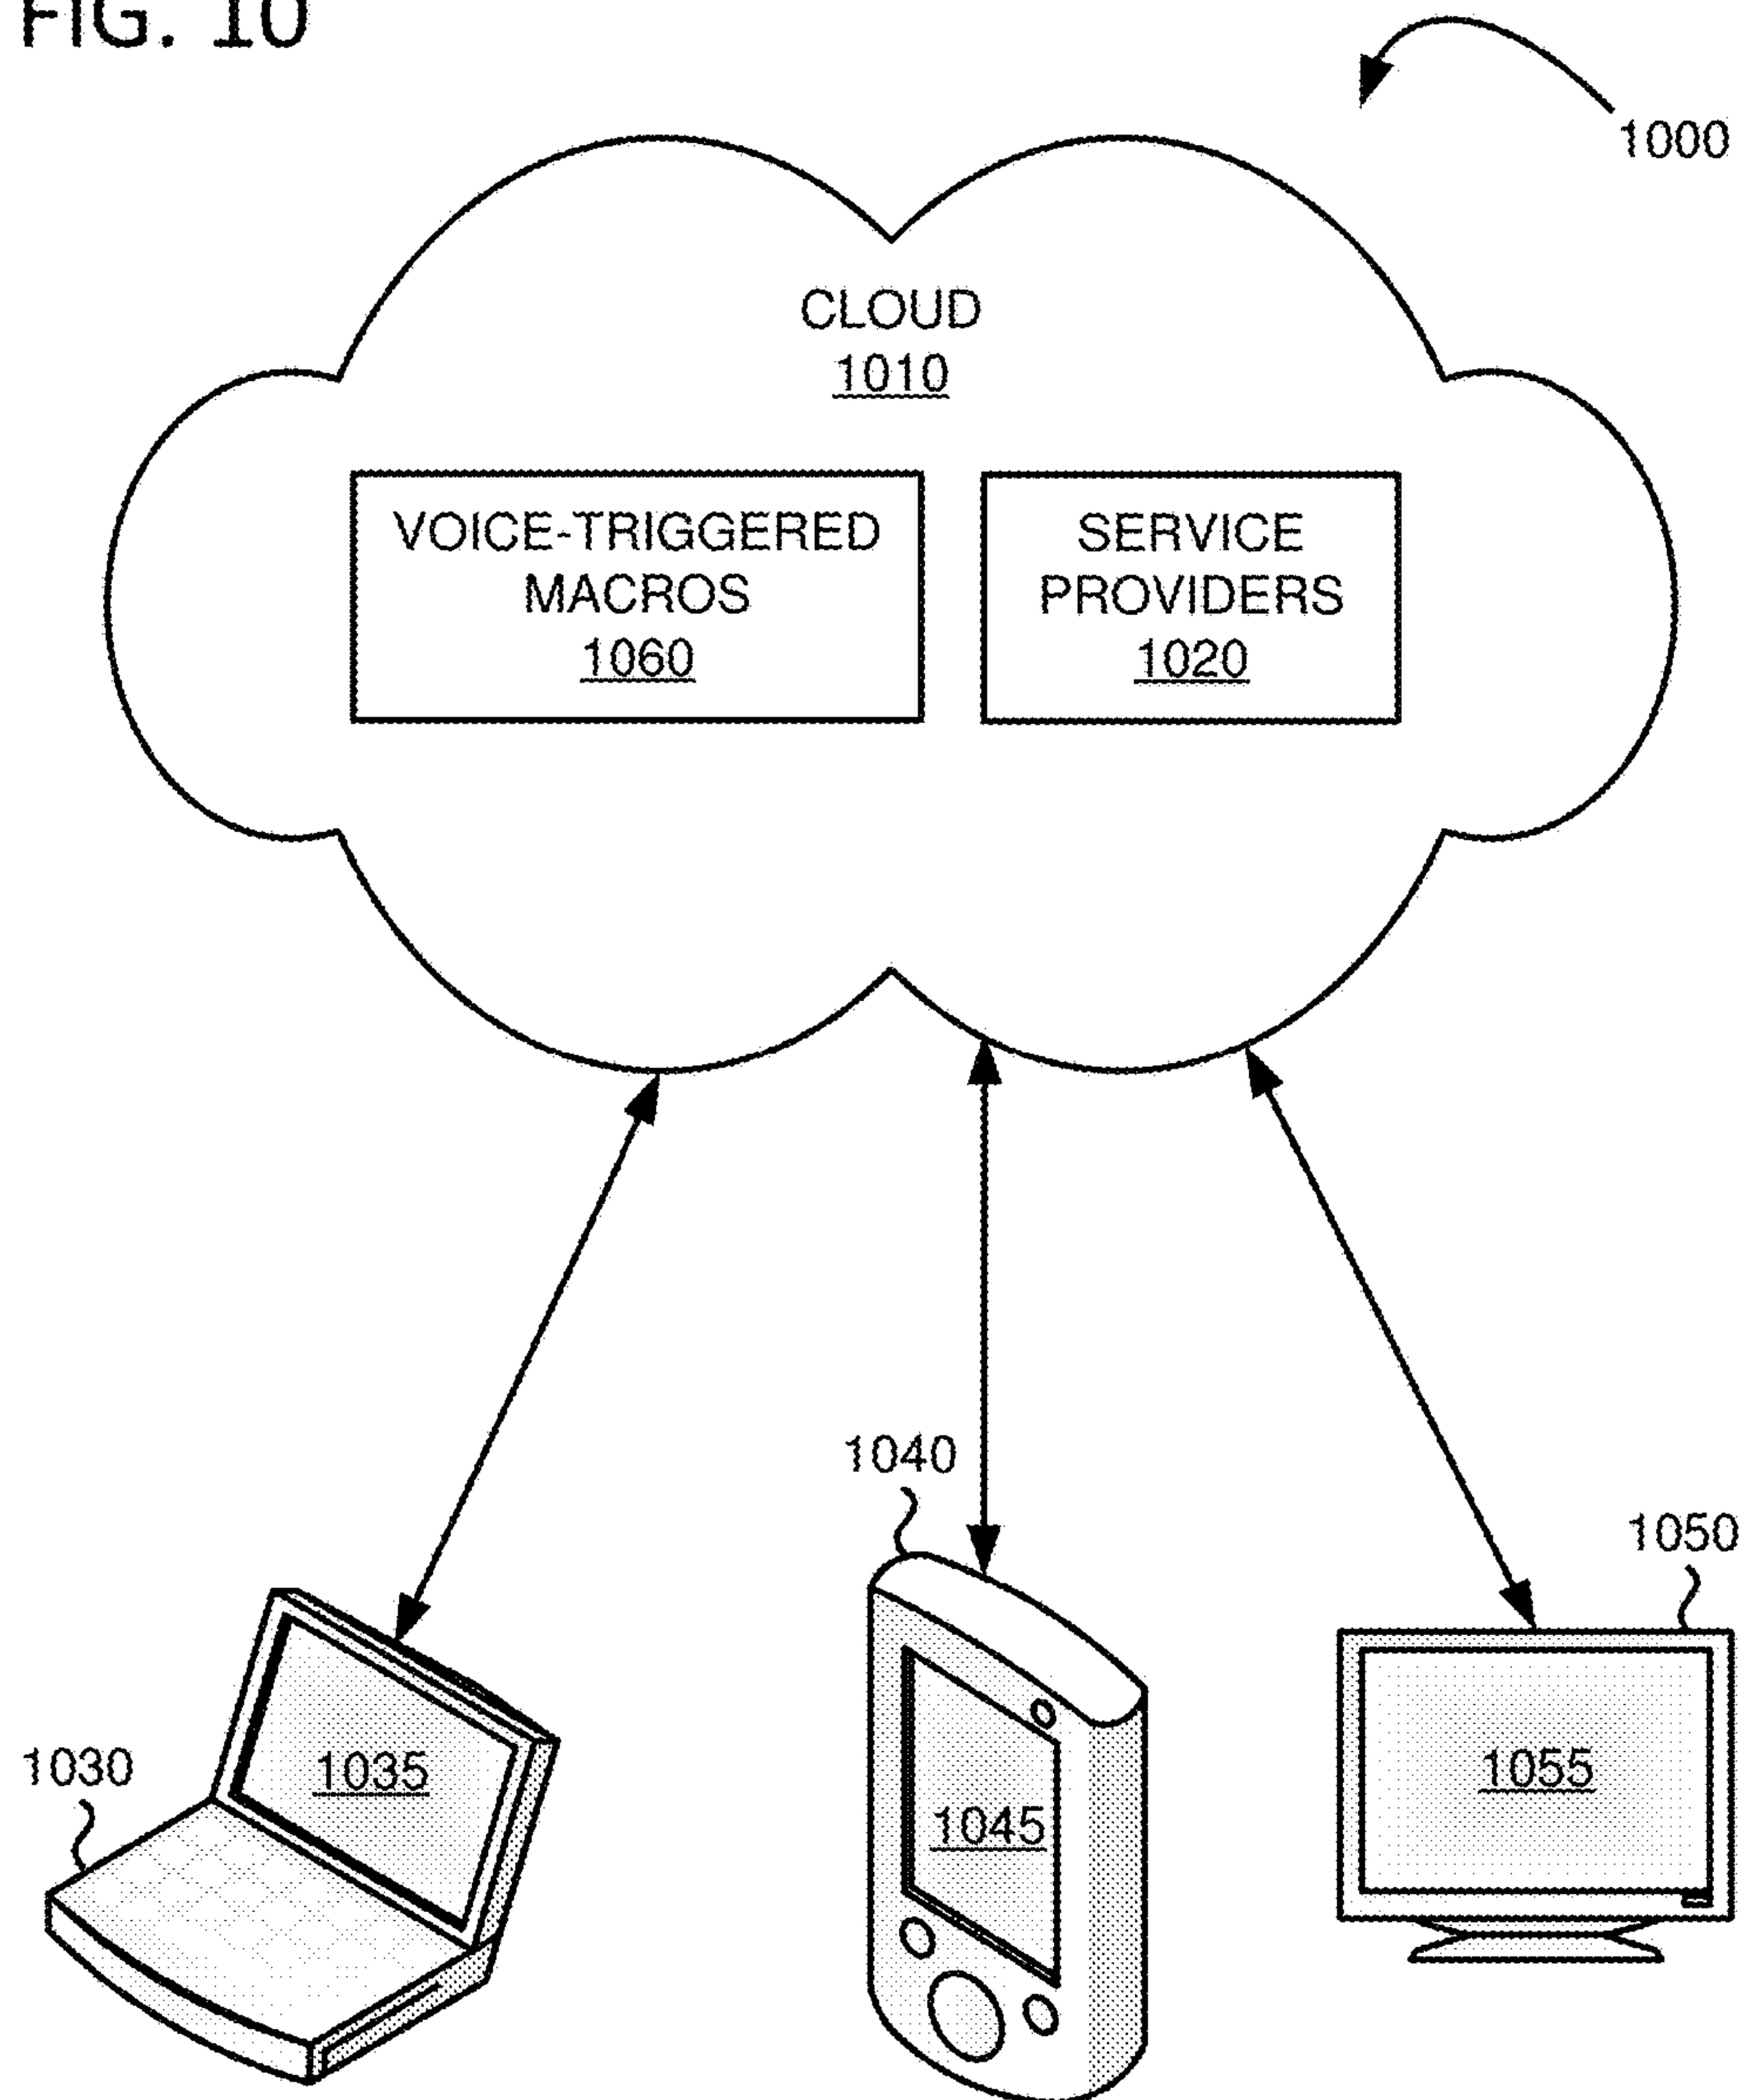 FIG. 10
1000
CLOUD
1010
VOICE-TRIGGERED
MACROS
1060
SERVICE
PROVIDERS
1020
1040
1050
1030
1035
1045
1055